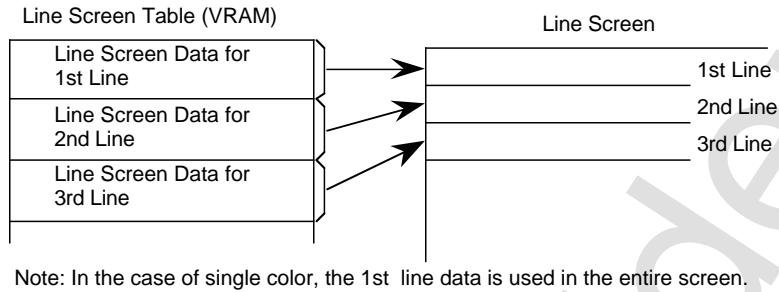 Line Screen Table (VRAM)
Line Screen
Line Screen Data for
1st Line
Line Screen Data for
2nd Line
Line Screen Data for
3rd Line
1st Line
2nd Line
3rd Line
Note: In the case of single color, the 1st line data is used in the entire screen.